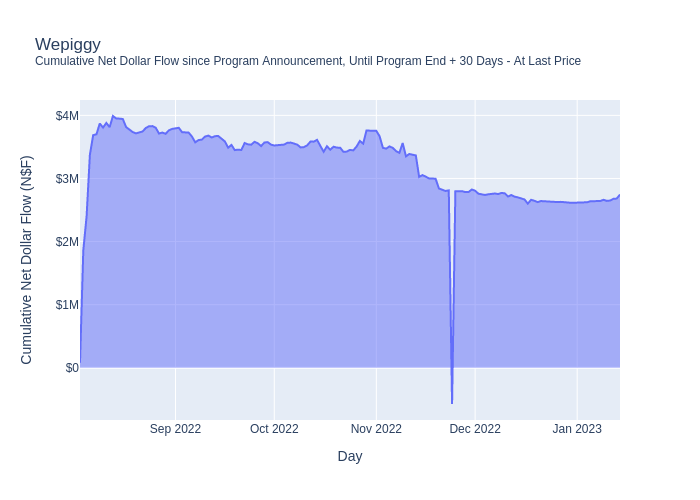 Wepiggy
Cumulative Net Dollar Flow since Program Announcement, Until Program End + 30 Days - At Last Price
Cumulative Net Dollar Flow (N$F)
$4M
$3M
$2M
$1M
$0
Sep 2022
Oct 2022
Nov 2022
Dec 2022
Jan 2023
Day